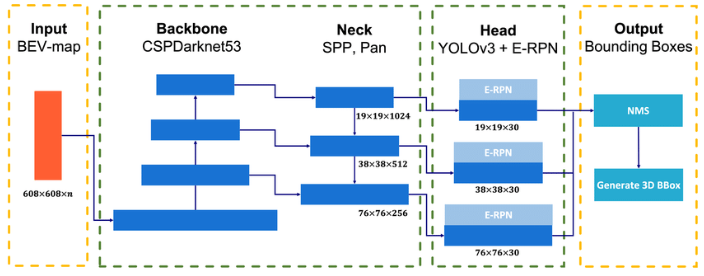 Input
BEV-map
Backbone
CSPDarknet53
Neck
SPP, Pan
Head
YOLOv3 + E-RPN
Output
Bounding Boxes
608×608×n
19×19×1024
38×38×512
76×76×256
E-RPN
19×19×30
E-RPN
38×38×30
E-RPN
76×76×30
NMS
Generate 3D BBox